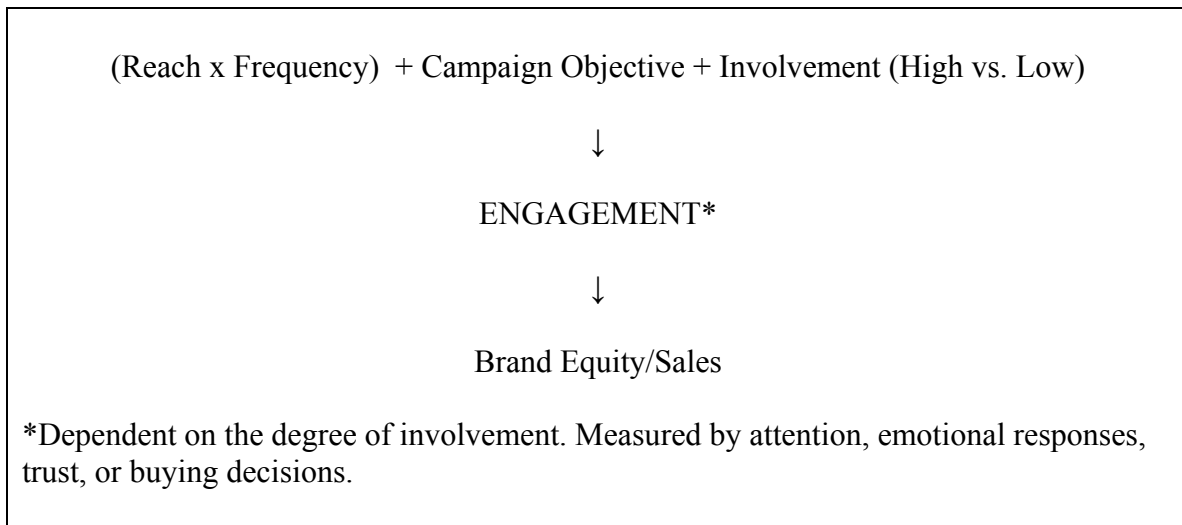 (Reach x Frequency)  + Campaign Objective + Involvement (High vs. Low)
↓
ENGAGEMENT*
↓
Brand Equity/Sales
*Dependent on the degree of involvement. Measured by attention, emotional responses,
trust, or buying decisions.